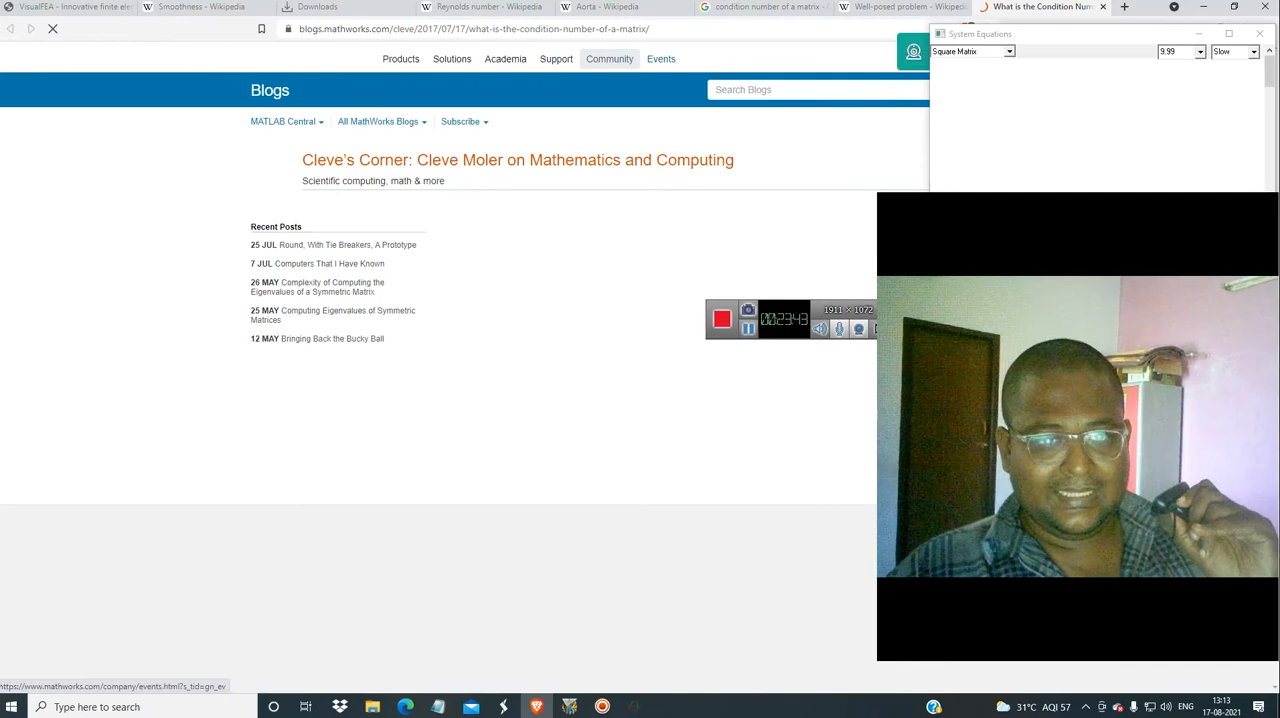 VisualFEA - Innovative finite ele
Smoothness - Wikipedia
Downloads
Reynolds number - Wikipedia
Aorta - Wikipedia
condition number of a matrix -
Well-posed problem - Wikipedia
What is the Condition Num
blogs.mathworks.com/cleve/2017/07/17/what-is-the-condition-number-of-a-matrix/
System Equations
Square Matrix
9.99
Slow
Products Solutions Academia Support Community Events
Blogs
Search Blogs
MATLAB Central
All MathWorks Blogs
Subscribe
Cleve's Corner: Cleve Moler on Mathematics and Computing
Scientific computing, math & more
Recent Posts
25 JUL Round, With Tie Breakers, A Prototype
7 JUL Computers That I Have Known
26 MAY Complexity of Computing the
Eigenvalues of a Symmetric Matrix
25 MAY Computing Eigenvalues of Symmetric
Matrices
12 MAY Bringing Back the Bucky Ball
1911 × 1072
00:23:43
https://www.mathworks.com/company/events.html?s_tid=gn_ev
Type here to search
31°C AQI 57
13:13
17-08-2021